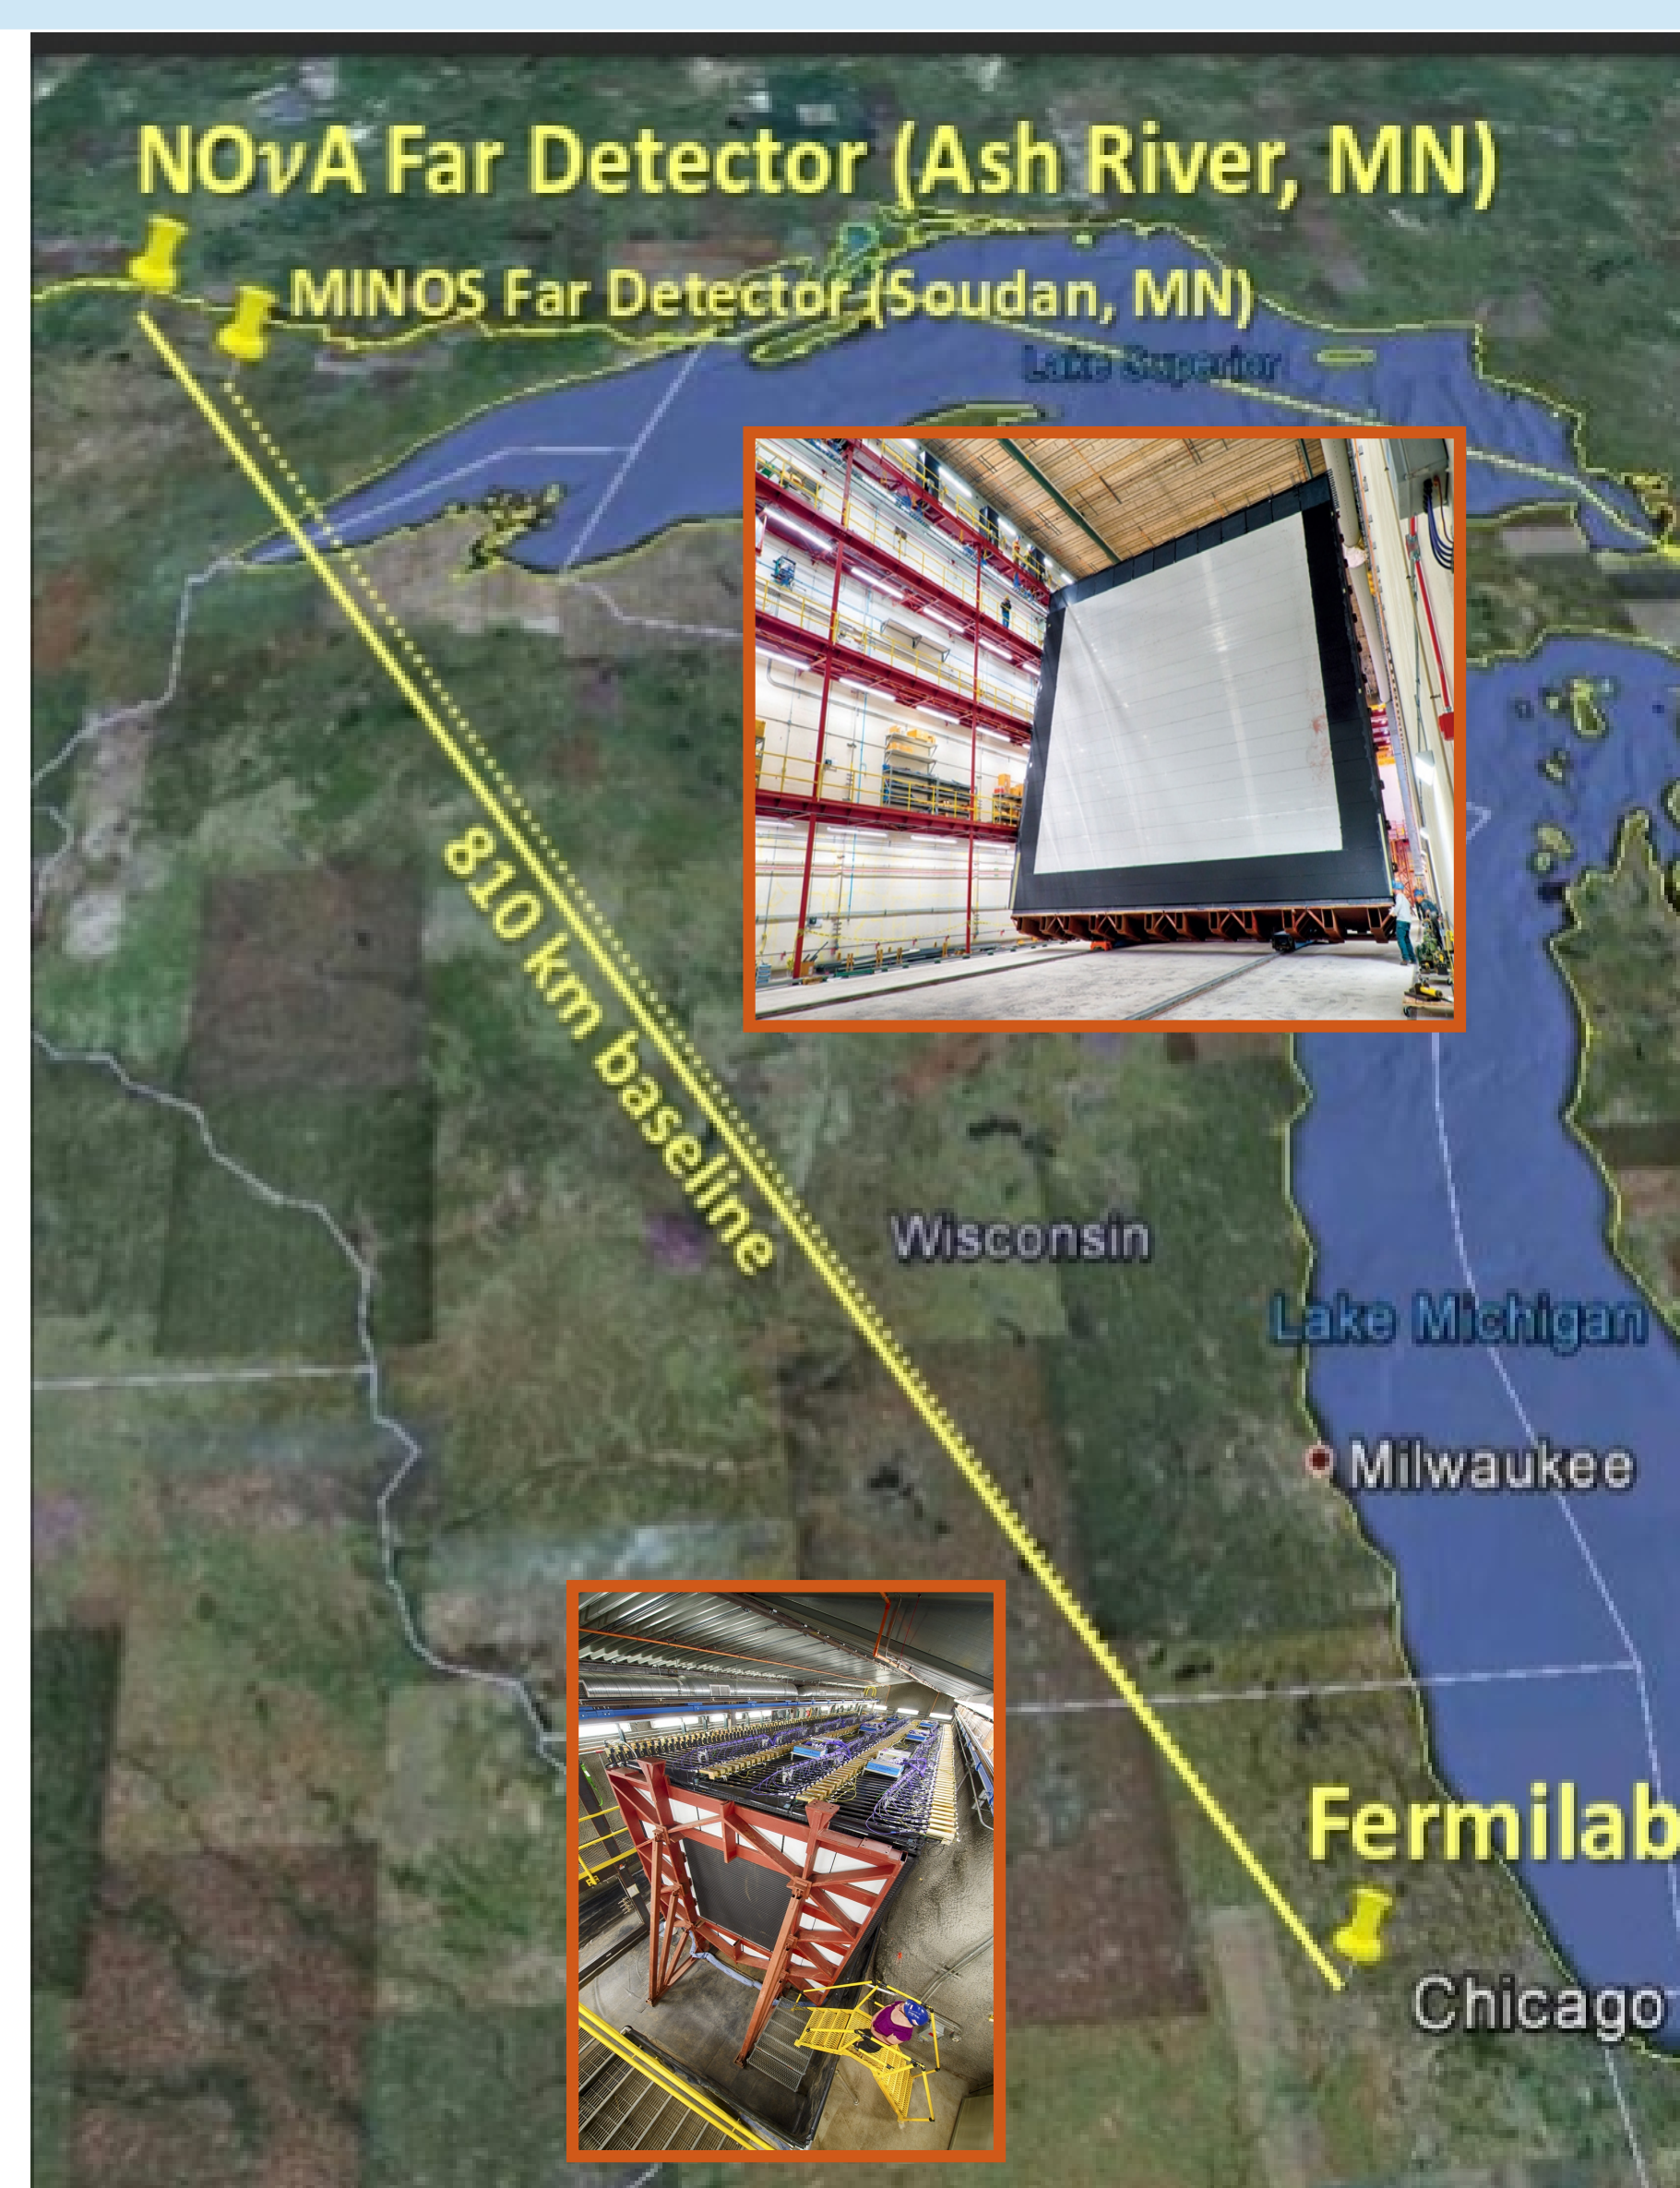 NOνA Far Detector (Ash River, MN)
MINOS Far Detector (Soudan, MN)
Lake Superior
810 km baseline
Wisconsin
Lake Michigan
Milwaukee
Fermilab
Chicago